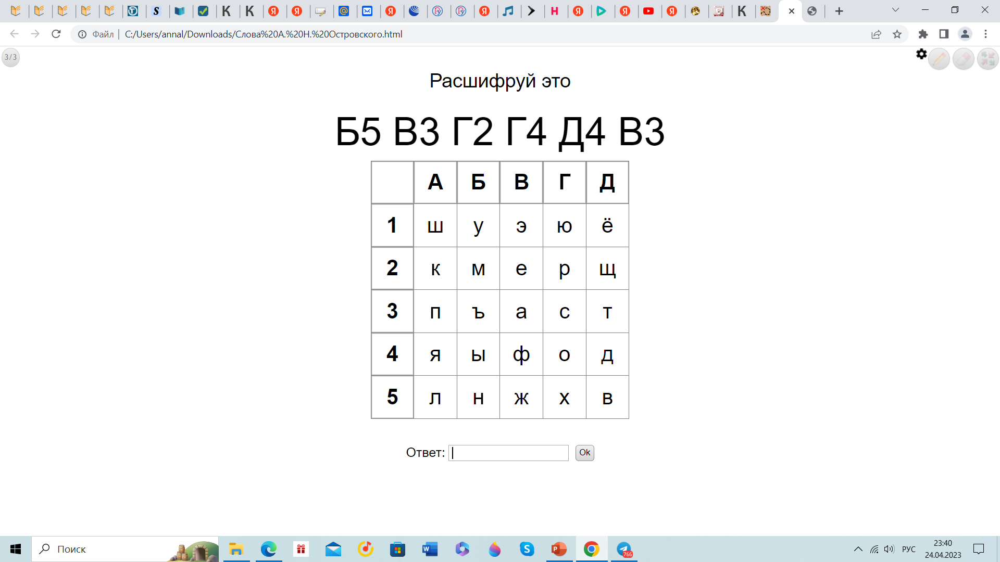 Файл | C:/Users/annal/Downloads/Слова%20А.%20Н.%20Островского.html
3/3
Расшифруй это
Б5 В3 Г2 Г4 Д4 В3
А Б В Г Д
1 ш у э ю ё
2 к м е р щ
3 п ъ а с т
4 я ы ф о д
5 л н ж х в
Ответ: Ok
Поиск
766
РУС
23:40
24.04.2023